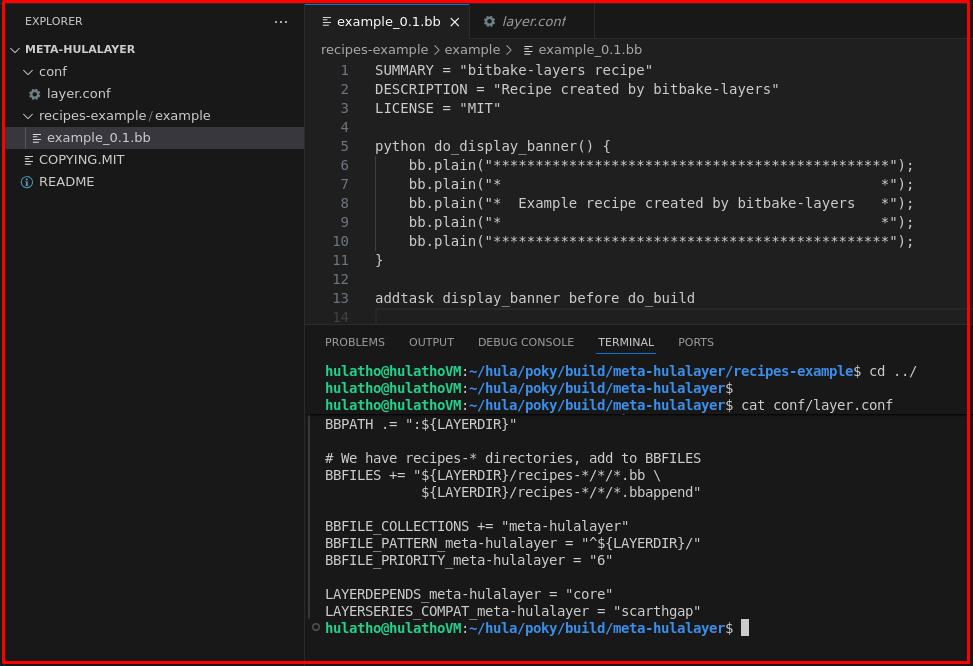 EXPLORER ···
META-HULALAYER
conf
layer.conf
recipes-example / example
example_0.1.bb
COPYING.MIT
README
example_0.1.bb × layer.conf
recipes-example > example > example_0.1.bb
1 SUMMARY = "bitbake-layers recipe"
2 DESCRIPTION = "Recipe created by bitbake-layers"
3 LICENSE = "MIT"
4
5 python do_display_banner() {
6     bb.plain("***********************************************");
7     bb.plain("*                                             *");
8     bb.plain("*  Example recipe created by bitbake-layers   *");
9     bb.plain("*                                             *");
10     bb.plain("***********************************************");
11 }
12
13 addtask display_banner before do_build
14
PROBLEMS OUTPUT DEBUG CONSOLE TERMINAL PORTS
hulatho@hulathoVM:~/hula/poky/build/meta-hulalayer/recipes-example$ cd ../
hulatho@hulathoVM:~/hula/poky/build/meta-hulalayer$
hulatho@hulathoVM:~/hula/poky/build/meta-hulalayer$ cat conf/layer.conf
BBPATH .= ":${LAYERDIR}"
# We have recipes-* directories, add to BBFILES
BBFILES += "${LAYERDIR}/recipes-*/*/*.bb \
            ${LAYERDIR}/recipes-*/*/*.bbappend"
BBFILE_COLLECTIONS += "meta-hulalayer"
BBFILE_PATTERN_meta-hulalayer = "^${LAYERDIR}/"
BBFILE_PRIORITY_meta-hulalayer = "6"
LAYERDEPENDS_meta-hulalayer = "core"
LAYERSERIES_COMPAT_meta-hulalayer = "scarthgap"
hulatho@hulathoVM:~/hula/poky/build/meta-hulalayer$